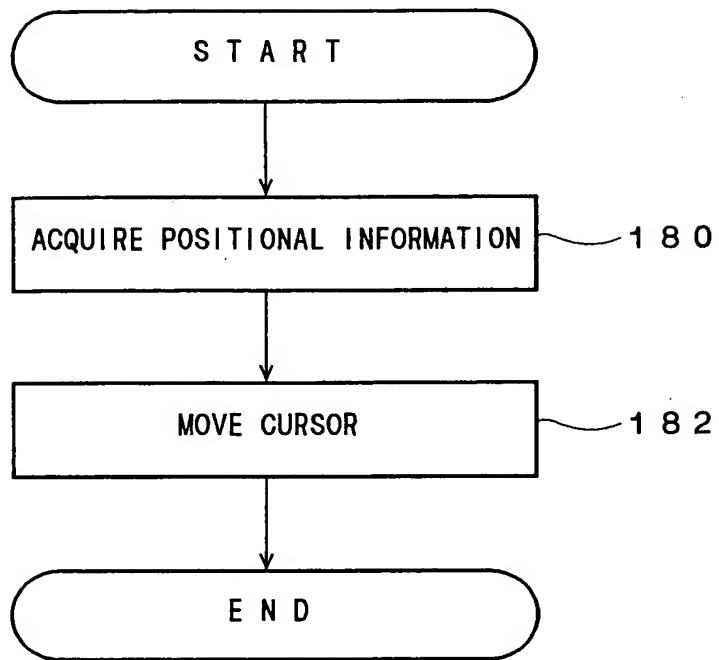 START
ACQUIRE POSITIONAL INFORMATION
180
MOVE CURSOR
182
END